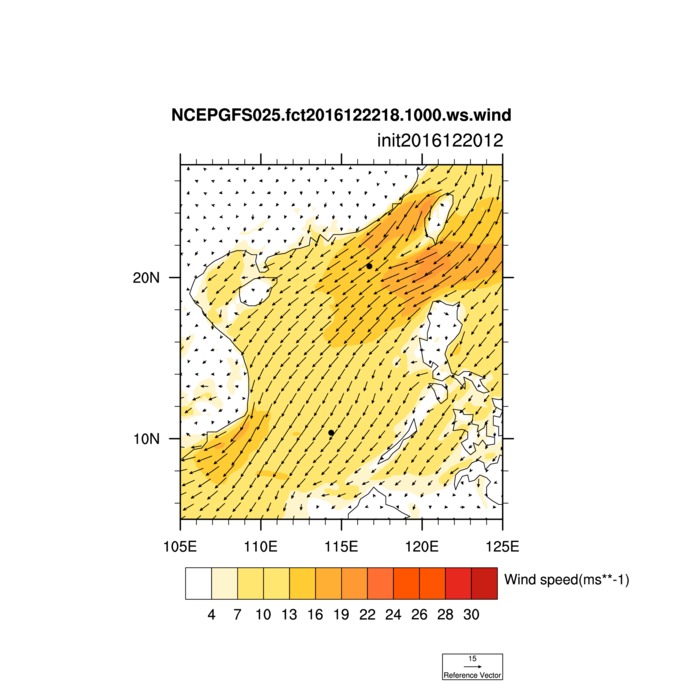 NCEPGFS025.fct2016122218.1000.ws.wind
init2016122012
20N
10N
105E 110E 115E 120E 125E
Wind speed(ms**-1)
4 7 10 13 16 19 22 24 26 28 30
15
Reference Vector